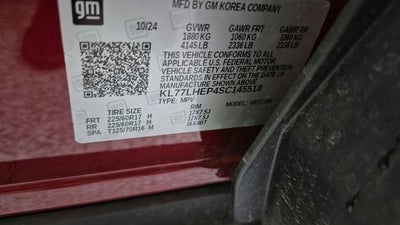 gm
MFD BY GM KOREA COMPANY
10/24 GVWR GAWR FRT GAWR RR
1880 KG 1060 KG
4145 LB 2336 LB
THIS VEHICLE CONFORMS TO ALL
APPLICABLE U.S. FEDERAL MOTOR
VEHICLE SAFETY AND THEFT PREVENTION
STANDARDS IN EFFECT ON THE DATE OF
MANUFACTURE SHOWN ABOVE.
KL77LHEP4SC145518
TYPE: MPV
TIRE SIZE RIM
FRT 225/60R17 H 17X7.5J
RR 225/60R17 H 17X7.5J
SPA T125/70R16 M